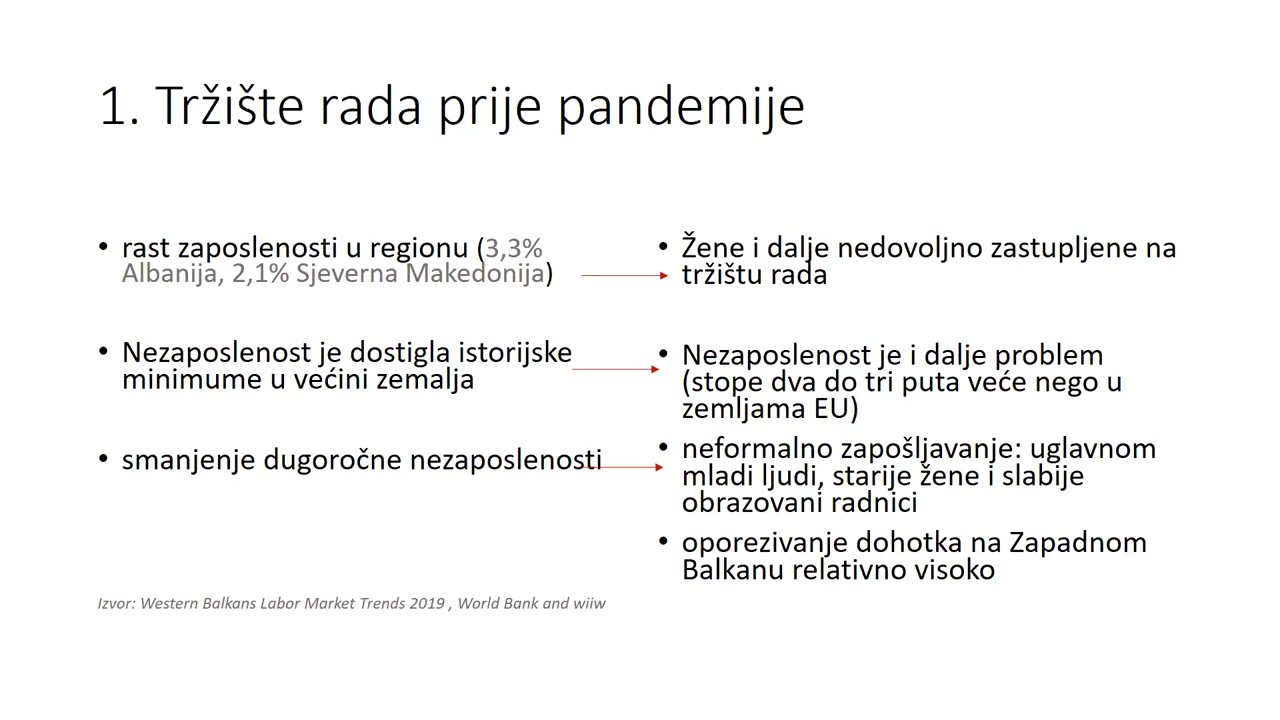 1. Tržište rada prije pandemije
• rast zaposlenosti u regionu (3,3%
Albanija, 2,1% Sjeverna Makedonija)
• Nezaposlenost je dostigla istorijske
minimume u većini zemalja
• smanjenje dugoročne nezaposlenosti
Izvor: Western Balkans Labor Market Trends 2019 , World Bank and wiiw
• Žene i dalje nedovoljno zastupljene na
tržištu rada
• Nezaposlenost je i dalje problem
(stope dva do tri puta veće nego u
zemljama EU)
• neformalno zapošljavanje: uglavnom
mladi ljudi, starije žene i slabije
obrazovani radnici
• oporezivanje dohotka na Zapadnom
Balkanu relativno visoko